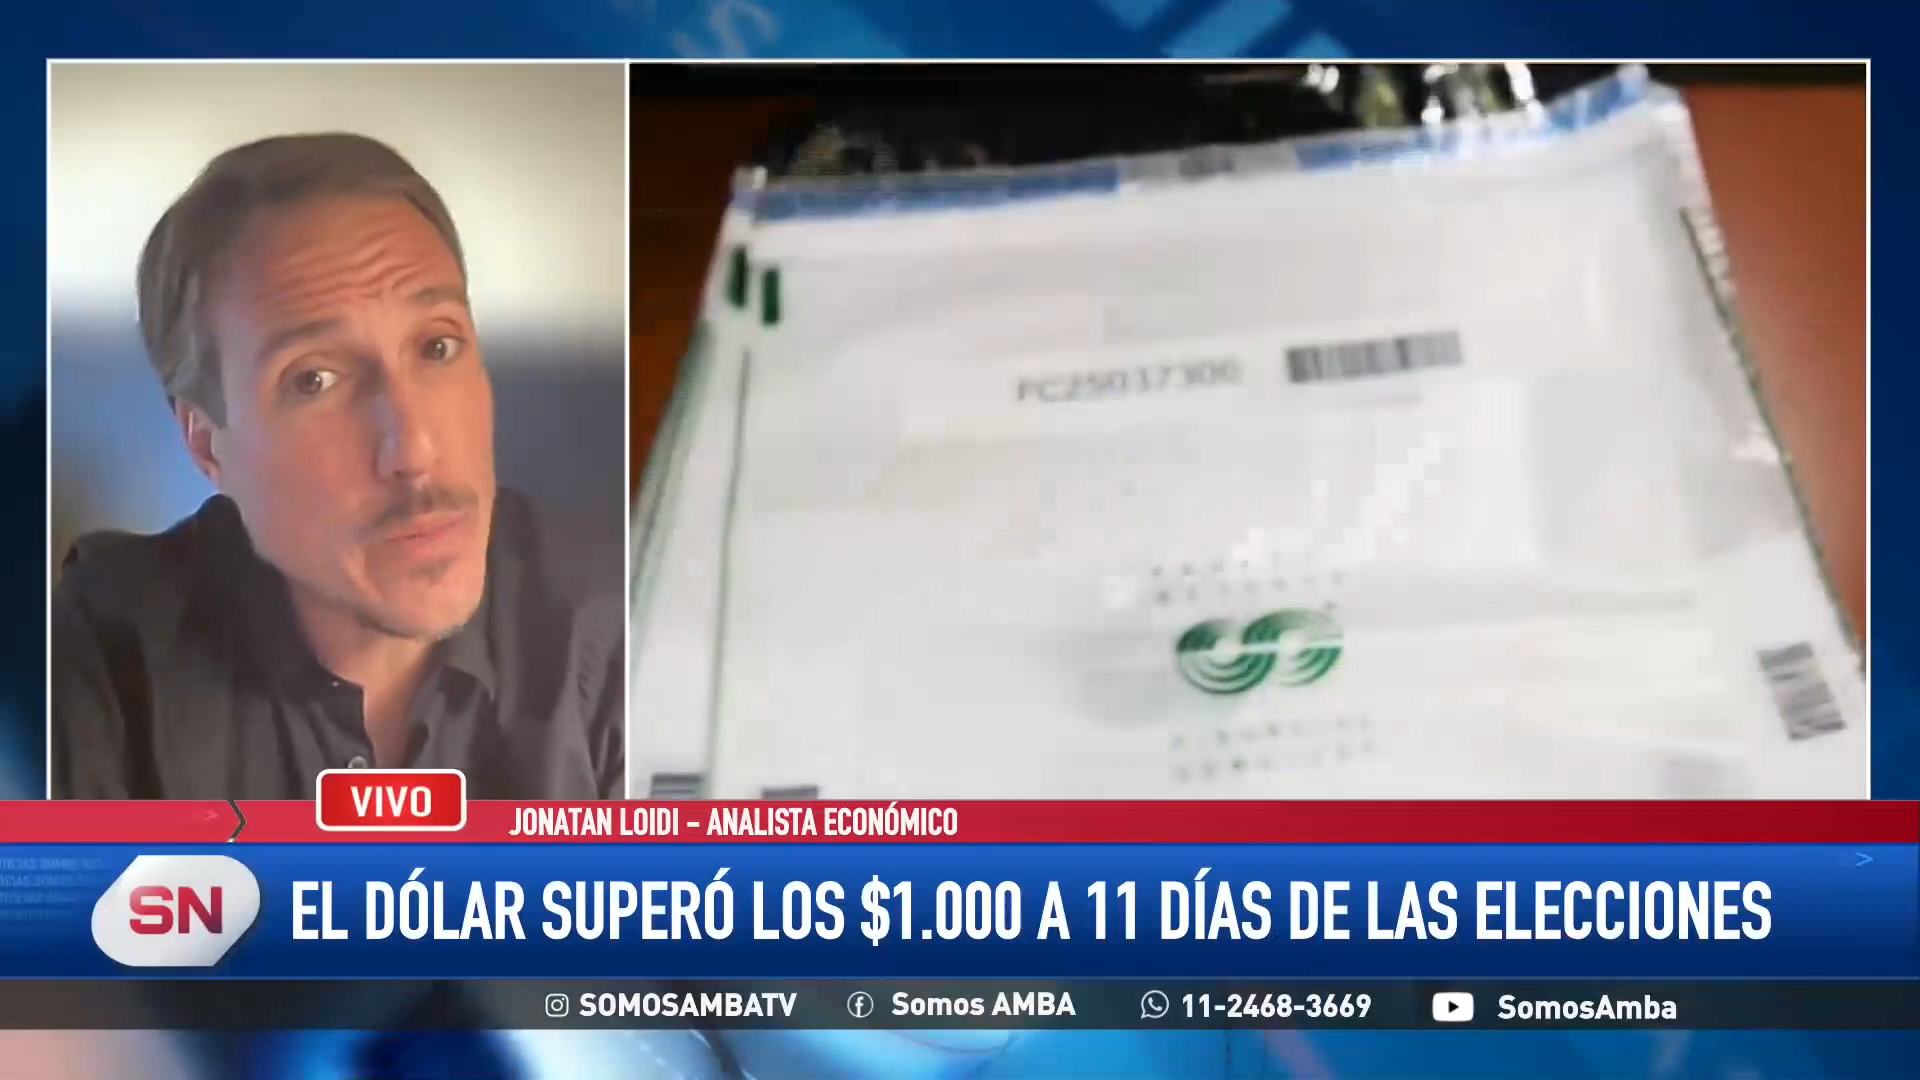 PC25037300
VIVO
JONATAN LOIDI – ANALISTA ECONÓMICO
SN
EL DÓLAR SUPERÓ LOS $1.000 A 11 DÍAS DE LAS ELECCIONES
SOMOSAMBATV
Somos AMBA
11-2468-3669
SomosAmba